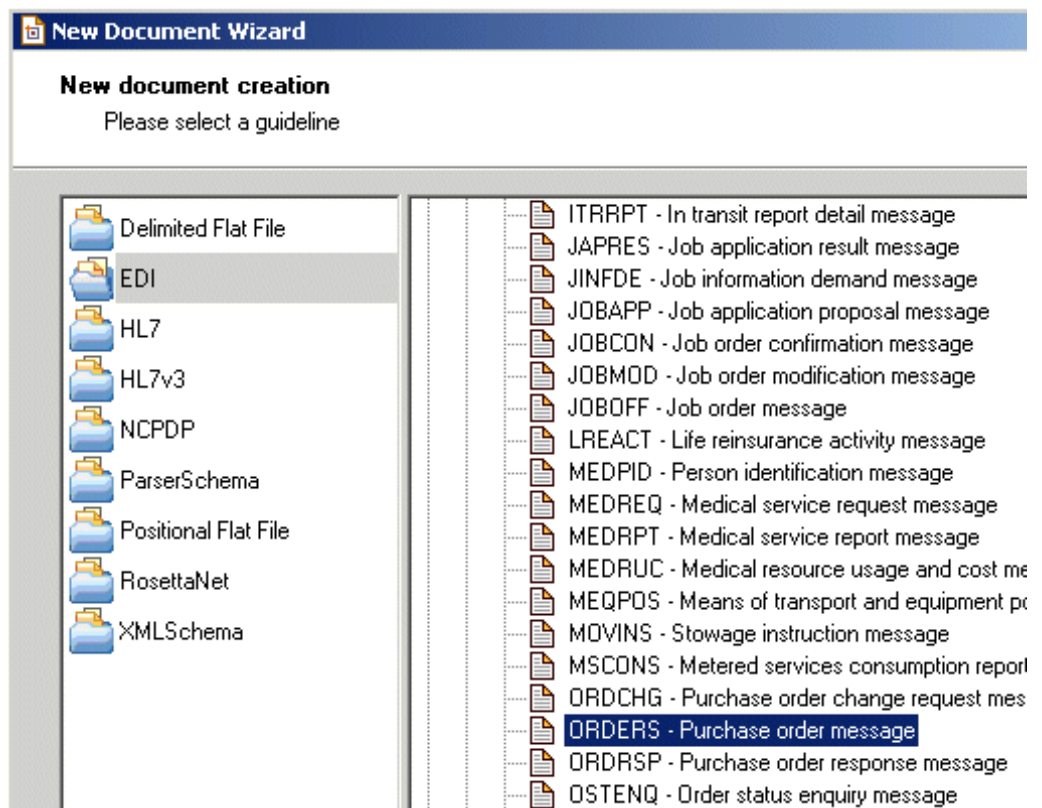 New Document Wizard
New document creation
Please select a guideline
Delimited Flat File
EDI
HL7
HL7v3
NCPDP
ParserSchema
Positional Flat File
RosettaNet
XMLSchema
ITRRPT - In transit report detail message
JAPRES - Job application result message
JINFDE - Job information demand message
JOBAPP - Job application proposal message
JOBCON - Job order confirmation message
JOBMOD - Job order modification message
JOBOFF - Job order message
LREACT - Life reinsurance activity message
MEDPID - Person identification message
MEDREQ - Medical service request message
MEDRPT - Medical service report message
MEDRUC - Medical resource usage and cost me
MEQPOS - Means of transport and equipment po
MOVINS - Stowage instruction message
MSCONS - Metered services consumption report
ORDCHG - Purchase order change request mes
ORDERS - Purchase order message
ORDRSP - Purchase order response message
OSTENQ - Order status enquiry message